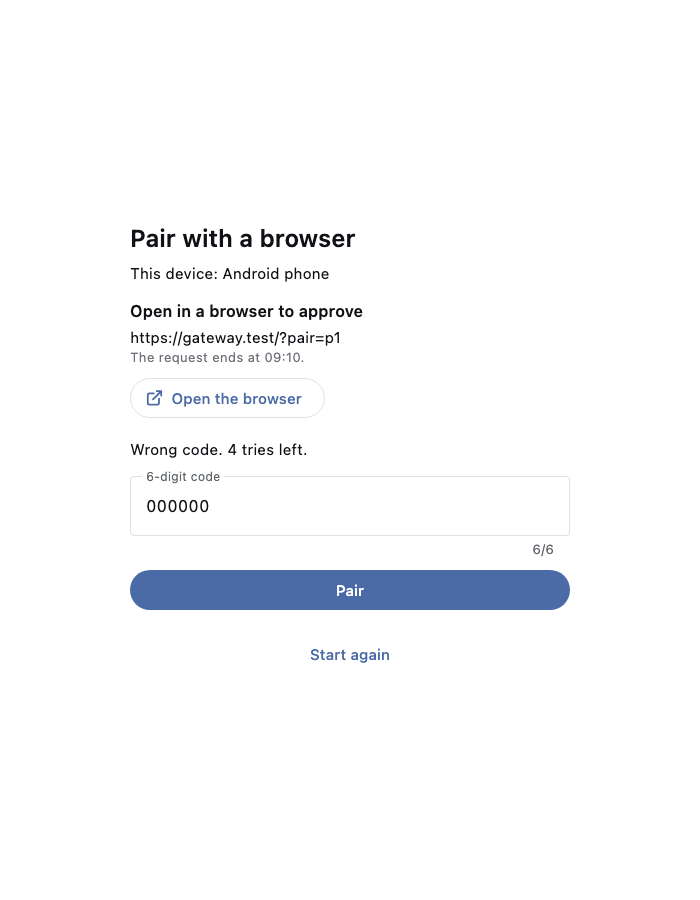 Pair with a browser
This device: Android phone
Open in a browser to approve
https://gateway.test/?pair=p1
The request ends at 09:10.
Open the browser
Wrong code. 4 tries left.
6-digit code
000000
6/6
Pair
Start again